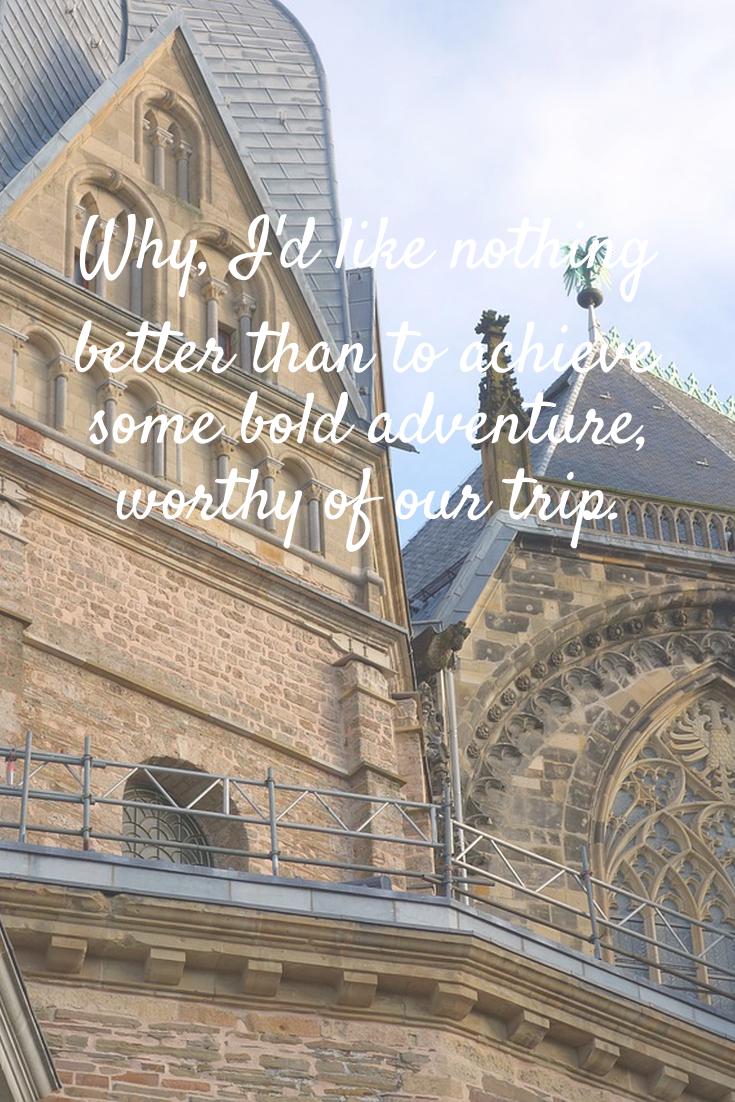 Why, I'd like nothing
better than to achieve
some bold adventure,
worthy of our trip.